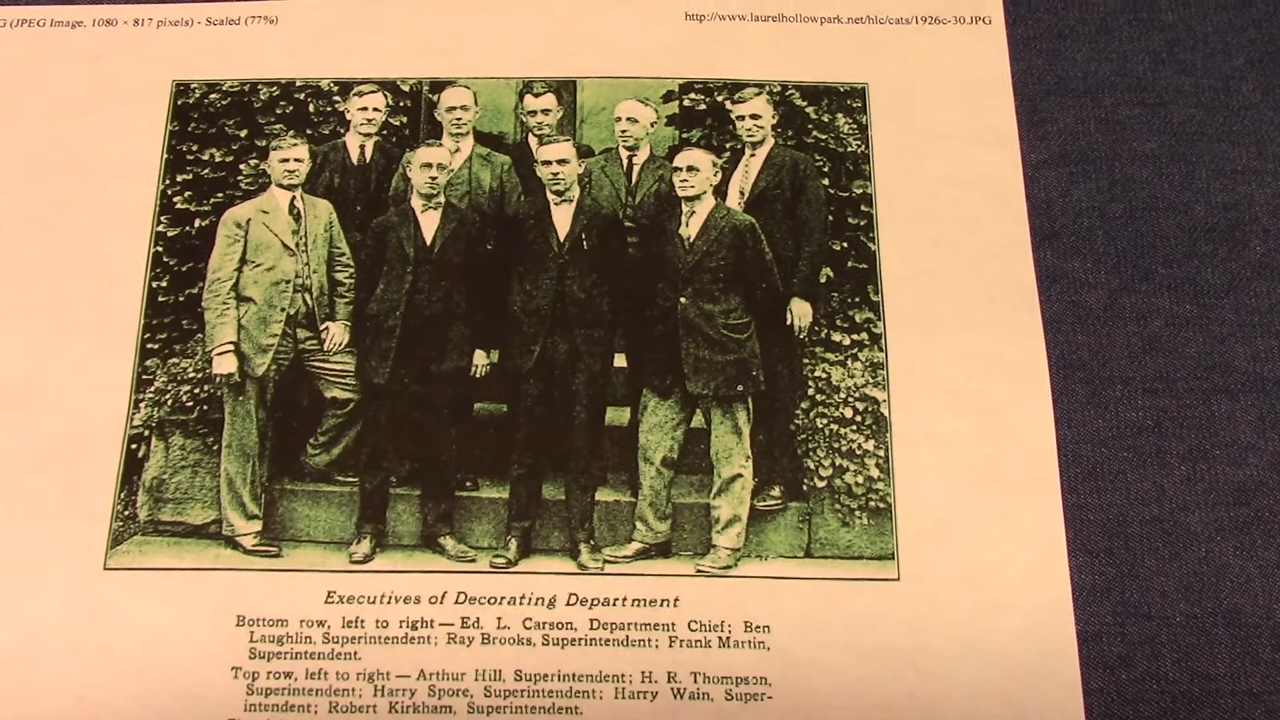 G (JPEG Image, 1080 × 817 pixels) - Scaled (77%)
http://www.laurelhollowpark.net/hlc/cats/1926c-30.JPG
Executives of Decorating Department
Bottom row, left to right — Ed. L. Carson, Department Chief; Ben
Laughlin, Superintendent; Ray Brooks, Superintendent; Frank Martin,
Superintendent.
Top row, left to right — Arthur Hill, Superintendent; H. R. Thompson,
Superintendent; Harry Spore, Superintendent; Harry Wain, Super-
intendent; Robert Kirkham, Superintendent.